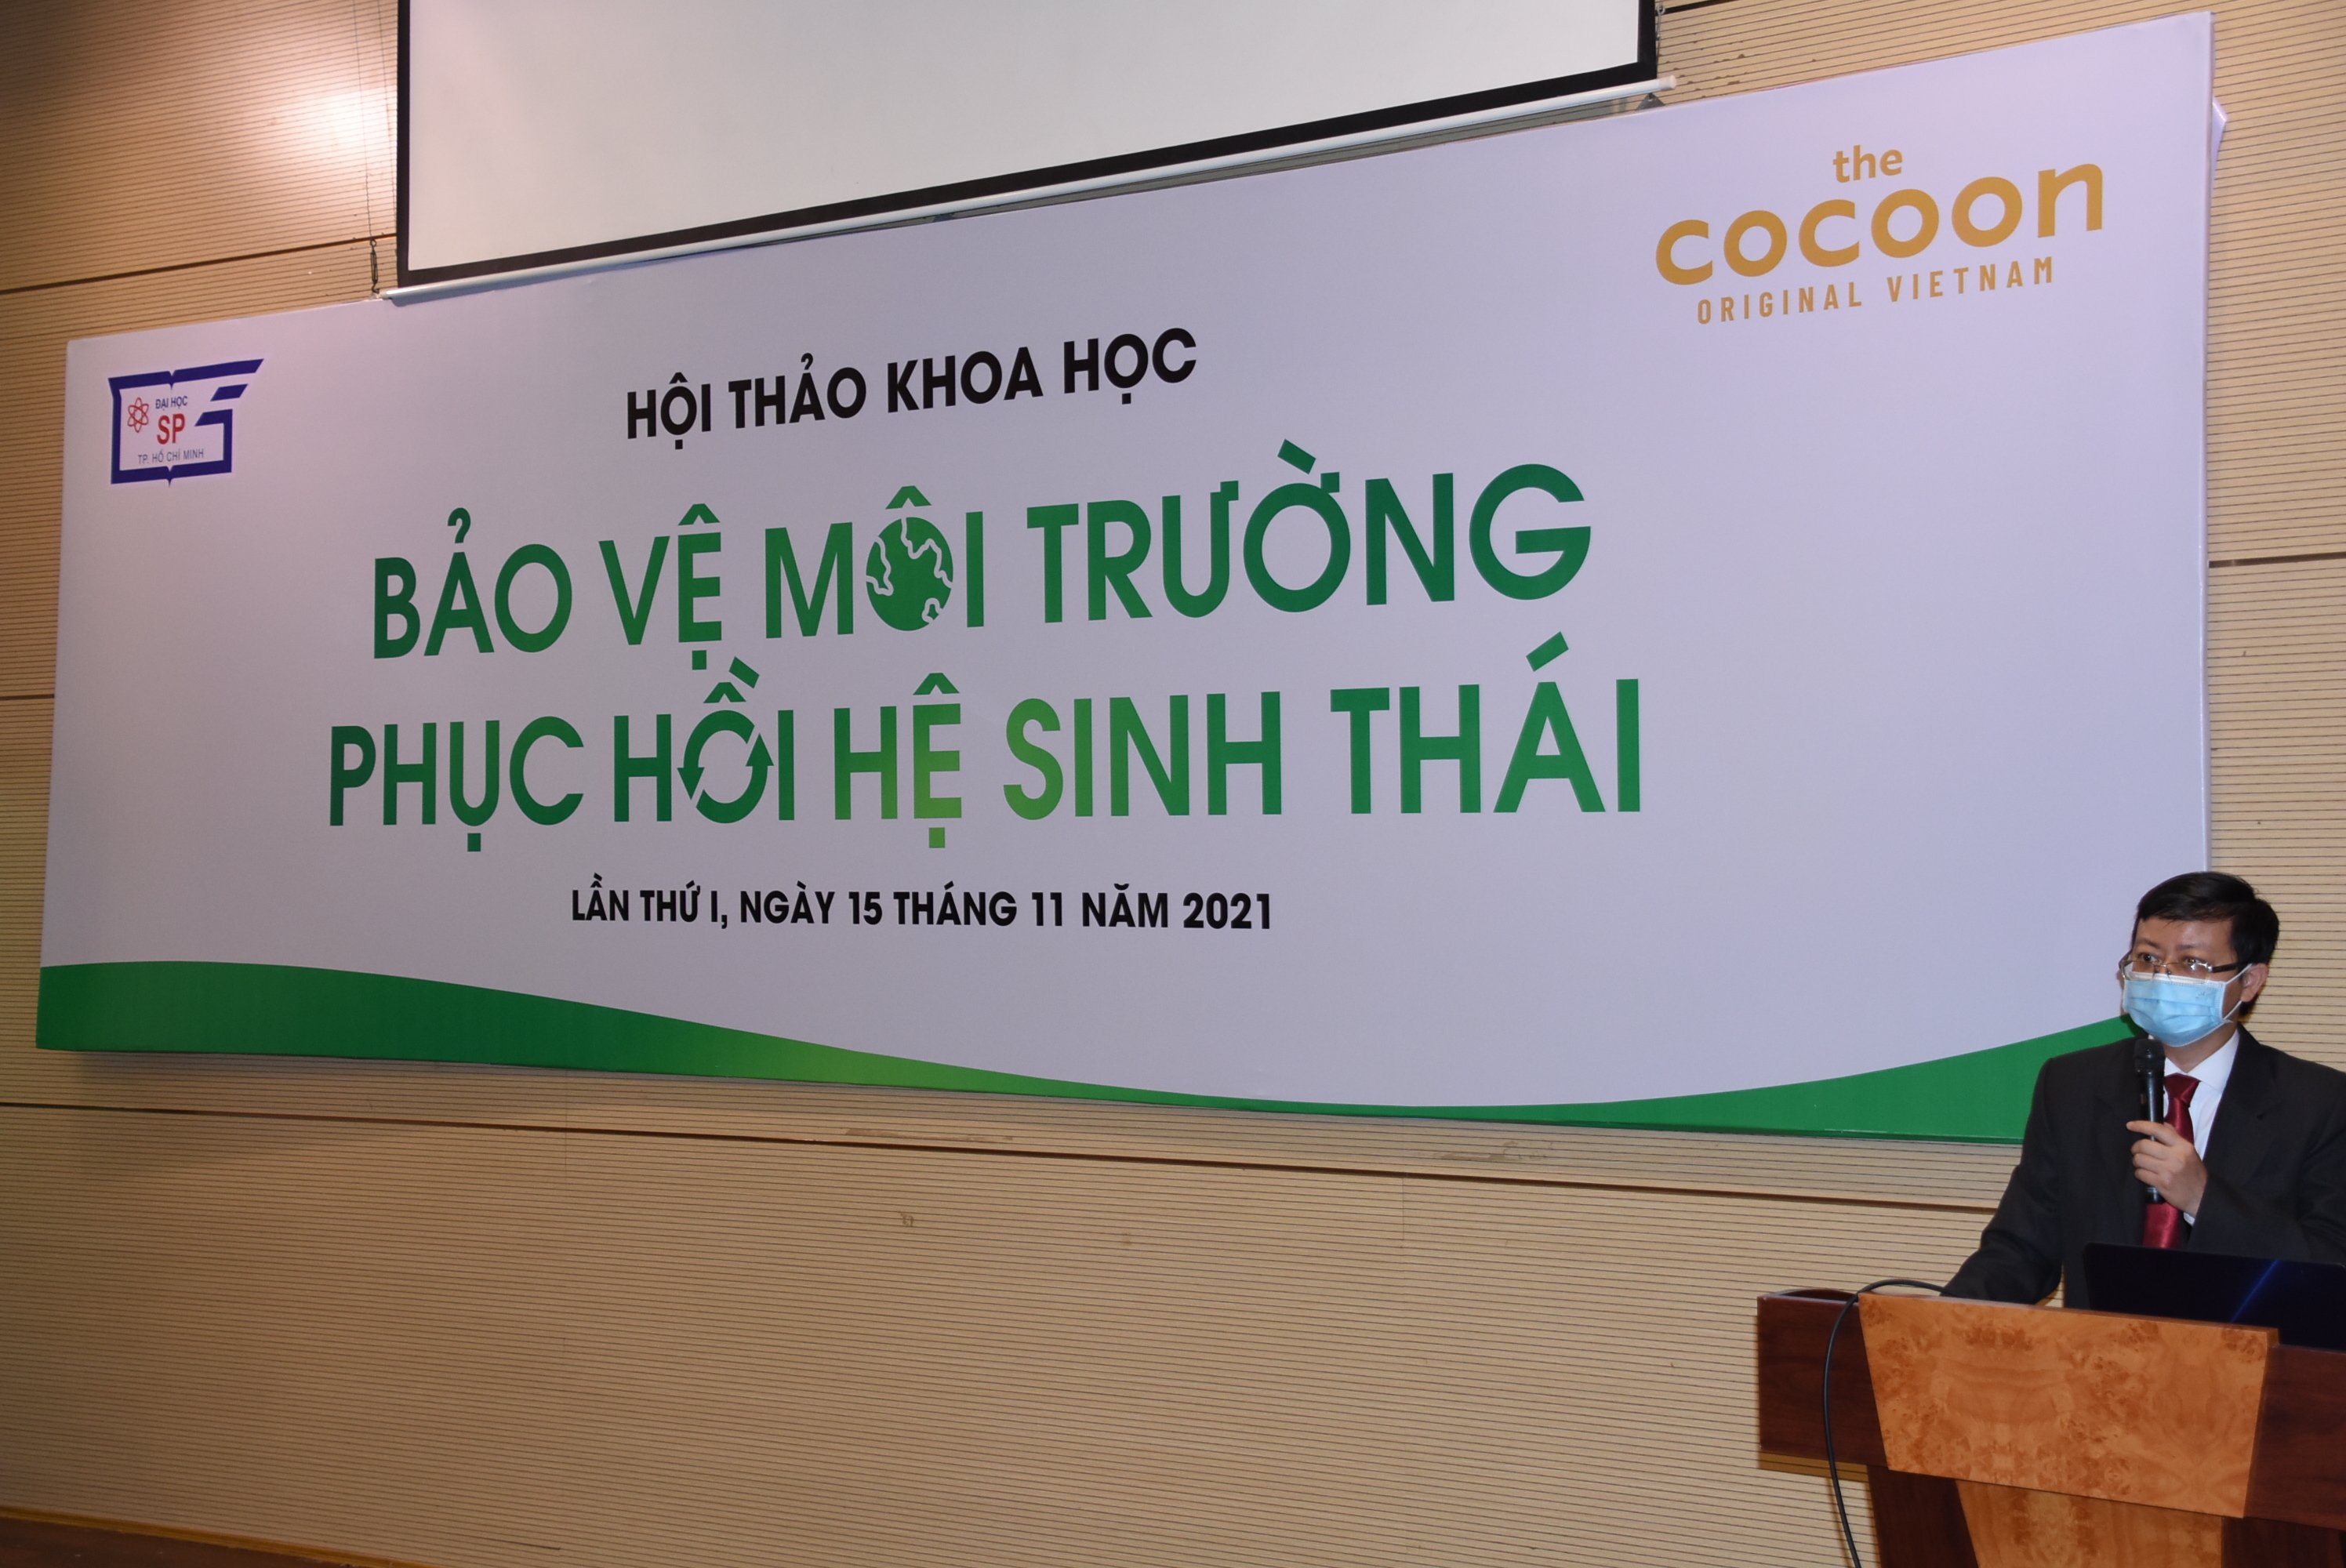 the
cocoon
ORIGINAL VIETNAM
ĐẠI HỌC
SP
TP. HỒ CHÍ MINH
HỘI THẢO KHOA HỌC
BẢO VỆ MÔI TRƯỜNG
PHỤC HỒI HỆ SINH THÁI
LẦN THỨ I, NGÀY 15 THÁNG 11 NĂM 2021